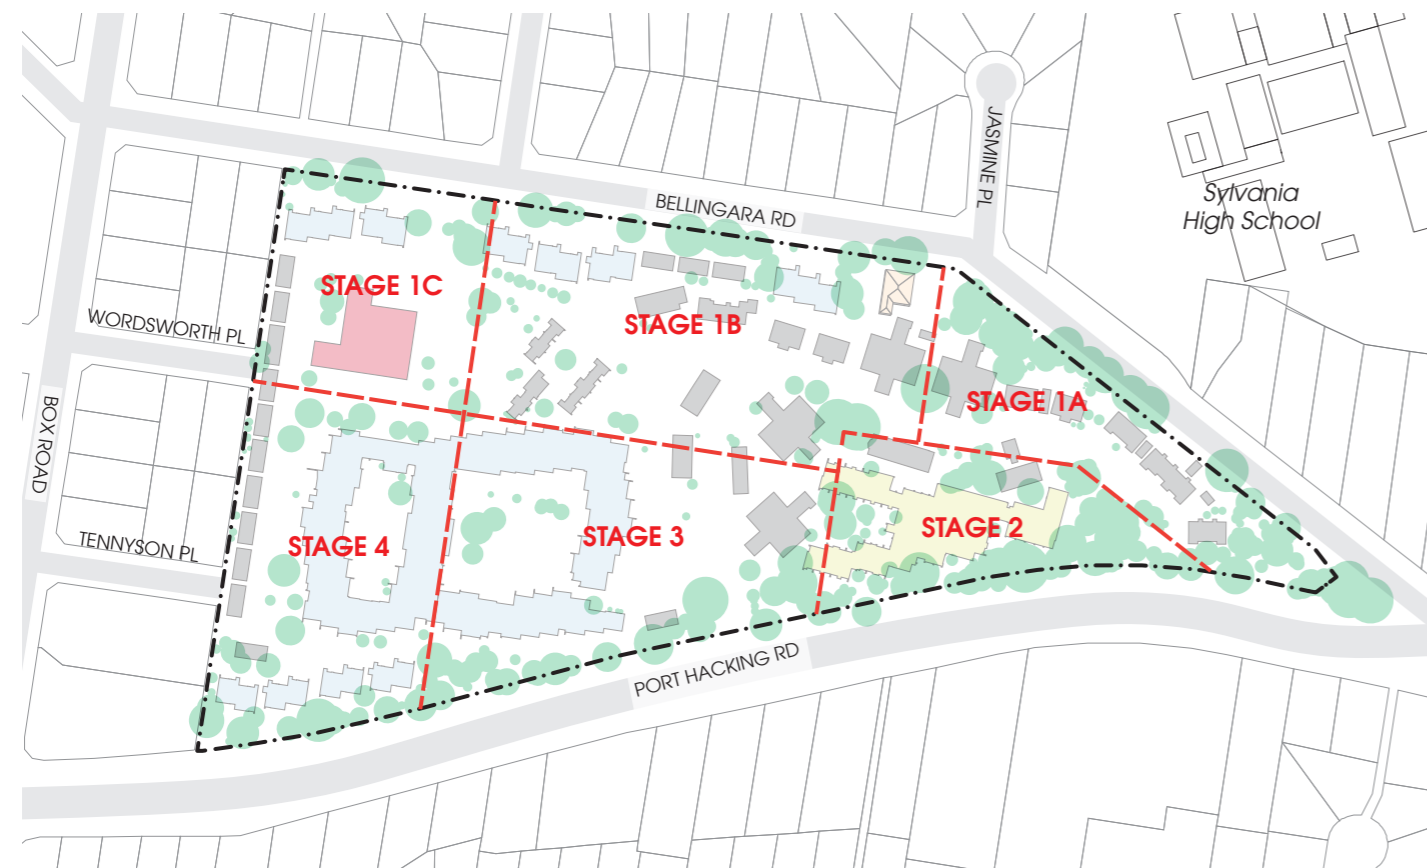 JASMINE PL
Sylvania
High School
BELLINGARA RD
STAGE 1C
STAGE 1B
WORDSWORTH PL
STAGE 1A
BOX ROAD
STAGE 2
STAGE 3
STAGE 4
TENNYSON PL
PORT HACKING RD